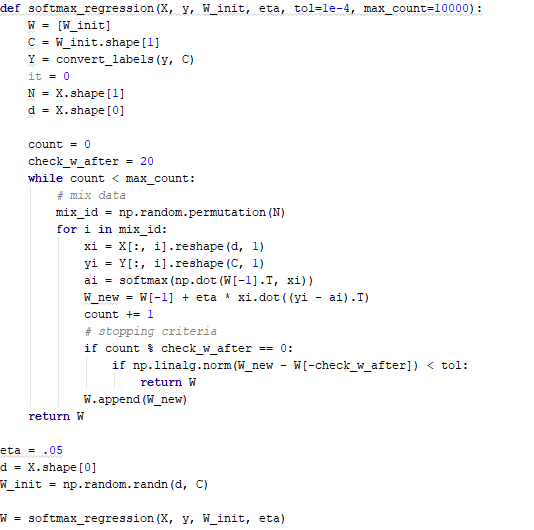 def softmax_regression(X, y, W_init, eta, tol=1e-4, max_count=10000):
    W = [W_init]
    C = W_init.shape[1]
    Y = convert_labels(y, C)
    it = 0
    N = X.shape[1]
    d = X.shape[0]

    count = 0
    check_w_after = 20
    while count < max_count:
        # mix data
        mix_id = np.random.permutation(N)
        for i in mix_id:
            xi = X[:, i].reshape(d, 1)
            yi = Y[:, i].reshape(C, 1)
            ai = softmax(np.dot(W[-1].T, xi))
            W_new = W[-1] + eta * xi.dot((yi - ai).T)
            count += 1
            # stopping criteria
            if count % check_w_after == 0:
                if np.linalg.norm(W_new - W[-check_w_after]) < tol:
                    return W
            W.append(W_new)
    return W

eta = .05
d = X.shape[0]
W_init = np.random.randn(d, C)

W = softmax_regression(X, y, W_init, eta)